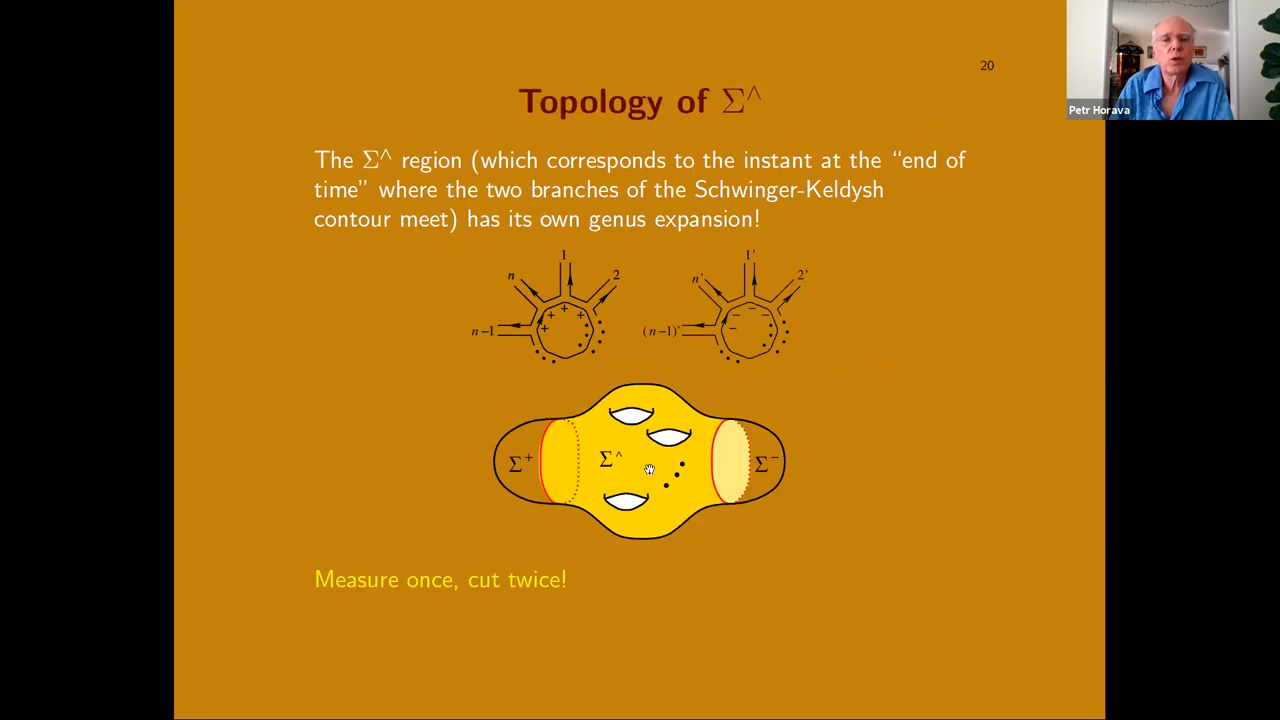 20
Topology of Σ^
The Σ^ region (which corresponds to the instant at the “end of
time” where the two branches of the Schwinger-Keldysh
contour meet) has its own genus expansion!
1 1'
n 2 n' 2'
+ + + − − −
+ −
n−1 (n−1)'
Σ+ Σ^ Σ−
Measure once, cut twice!
Petr Horava